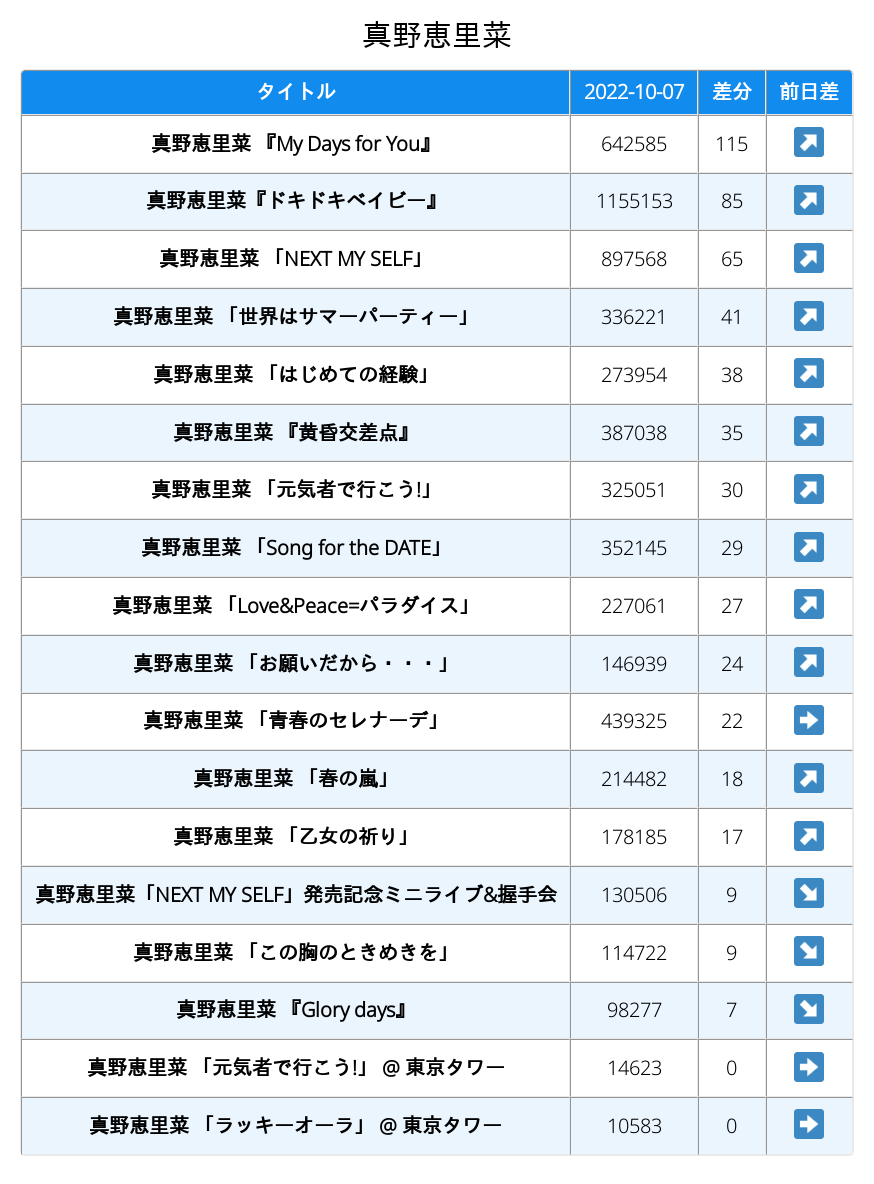 真野恵里菜
タイトル 2022-10-07 差分 前日差
真野恵里菜 『My Days for You』 642585 115 ↗
真野恵里菜『ドキドキベイビー』 1155153 85 ↗
真野恵里菜 「NEXT MY SELF」 897568 65 ↗
真野恵里菜 「世界はサマーパーティー」 336221 41 ↗
真野恵里菜 「はじめての経験」 273954 38 ↗
真野恵里菜 『黄昏交差点』 387038 35 ↗
真野恵里菜 「元気者で行こう!」 325051 30 ↗
真野恵里菜 「Song for the DATE」 352145 29 ↗
真野恵里菜 「Love&Peace=パラダイス」 227061 27 ↗
真野恵里菜 「お願いだから・・・」 146939 24 ↗
真野恵里菜 「青春のセレナーデ」 439325 22 ➡
真野恵里菜 「春の嵐」 214482 18 ↗
真野恵里菜 「乙女の祈り」 178185 17 ↗
真野恵里菜「NEXT MY SELF」発売記念ミニライブ&握手会 130506 9 ↘
真野恵里菜 「この胸のときめきを」 114722 9 ↘
真野恵里菜 『Glory days』 98277 7 ↘
真野恵里菜 「元気者で行こう!」 @ 東京タワー 14623 0 ➡
真野恵里菜 「ラッキーオーラ」 @ 東京タワー 10583 0 ➡